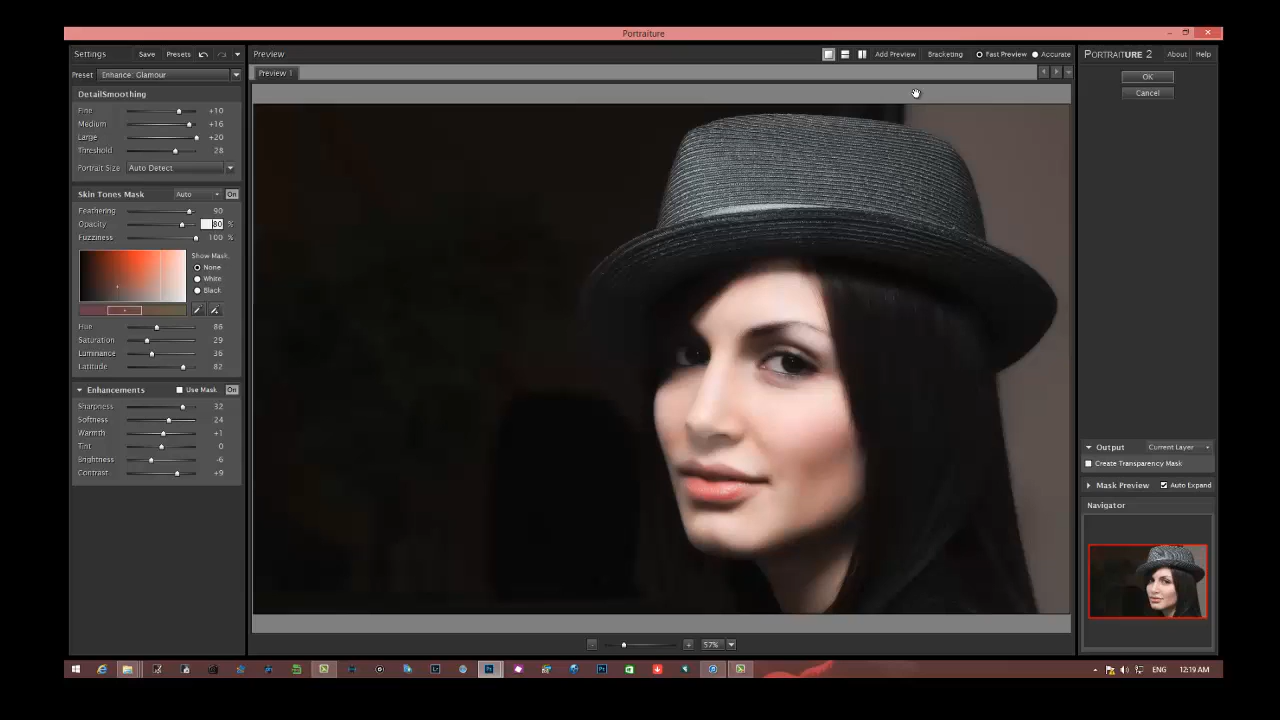 Portraiture
Settings Save Presets
Preview Add Preview Bracketing Fast Preview Accurate
PORTRAITURE 2 About Help
Preset Enhance: Glamour
Preview 1
OK
Cancel
DetailSmoothing
Fine +10
Medium +16
Large +20
Threshold 28
Portrait Size Auto Detect
Skin Tones Mask Auto On
Feathering 90
Opacity 80 %
Fuzziness 100 %
Show Mask
None
White
Black
Hue 86
Saturation 29
Luminance 36
Latitude 82
Enhancements Use Mask On
Sharpness 32
Softness 24
Warmth +1
Tint 0
Brightness -6
Contrast +9
Output Current Layer
Create Transparency Mask
Mask Preview Auto Expand
Navigator
57%
ENG 12:19 AM